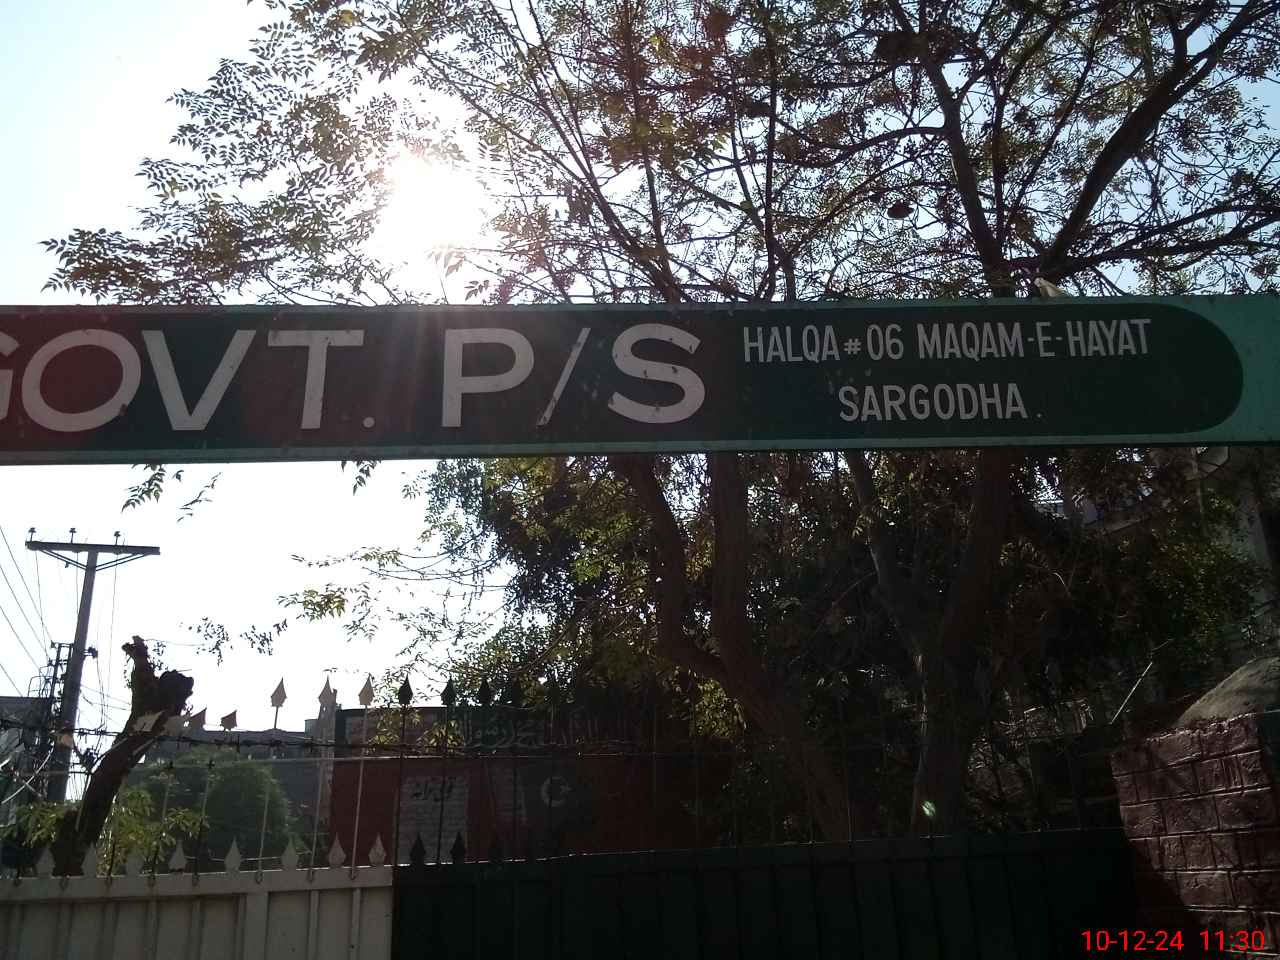 GOVT. P/S
HALQA # 06 MAQAM-E-HAYAT
SARGODHA.
10-12-24 11:30